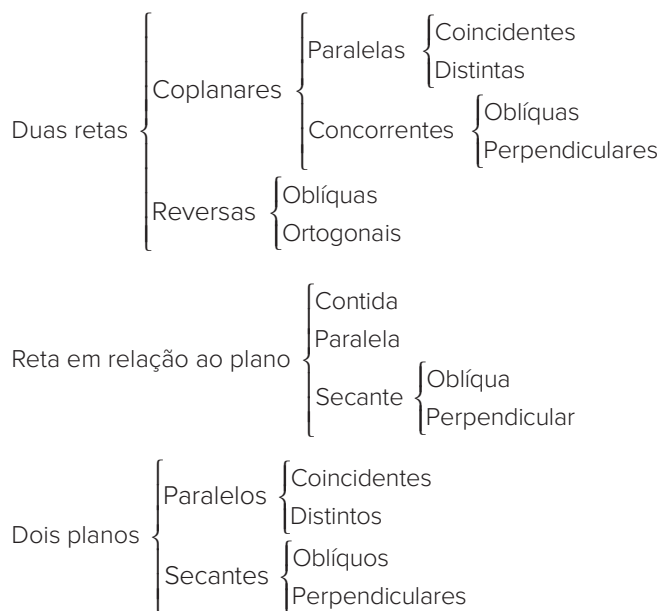 Duas retas
Coplanares
Paralelas
Coincidentes
Distintas
Concorrentes
Oblíquas
Perpendiculares
Reversas
Oblíquas
Ortogonais
Reta em relação ao plano
Contida
Paralela
Secante
Oblíqua
Perpendicular
Dois planos
Paralelos
Coincidentes
Distintos
Secantes
Oblíquos
Perpendiculares